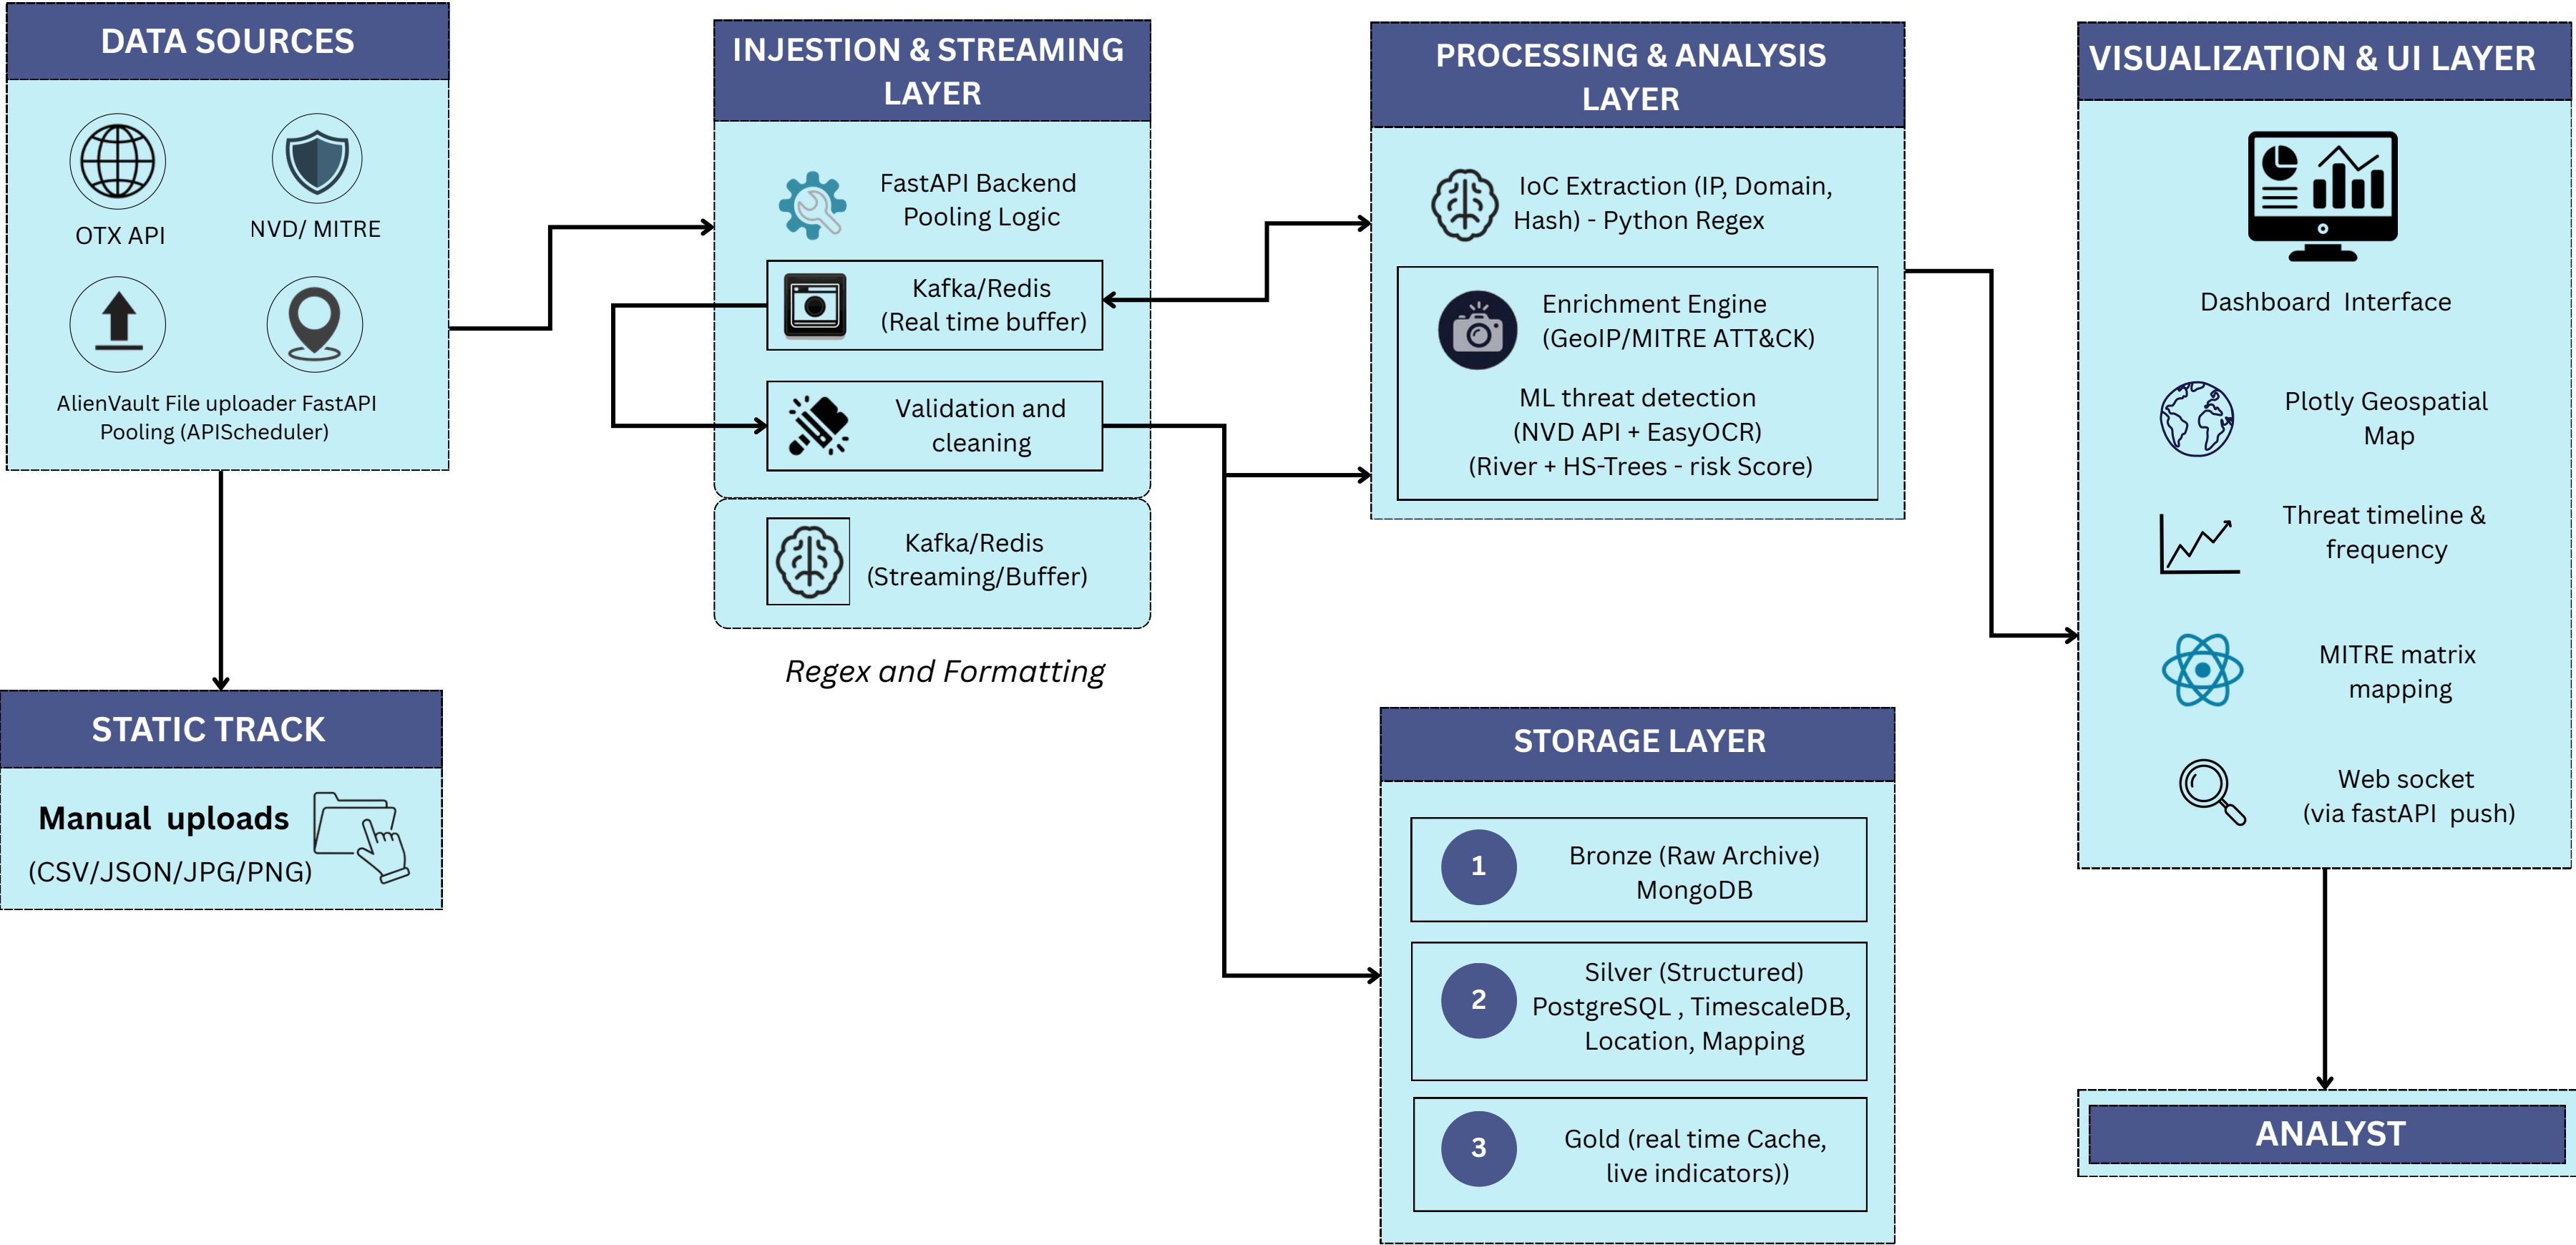 DATA SOURCES
OTX API
NVD/ MITRE
AlienVault File uploader FastAPI
Pooling (APIScheduler)
STATIC TRACK
Manual uploads
(CSV/JSON/JPG/PNG)
INJESTION & STREAMING
LAYER
FastAPI Backend
Pooling Logic
Kafka/Redis
(Real time buffer)
Validation and
cleaning
Kafka/Redis
(Streaming/Buffer)
Regex and Formatting
PROCESSING & ANALYSIS
LAYER
IoC Extraction (IP, Domain,
Hash) - Python Regex
Enrichment Engine
(GeoIP/MITRE ATT&CK)
ML threat detection
(NVD API + EasyOCR)
(River + HS-Trees - risk Score)
STORAGE LAYER
1
Bronze (Raw Archive)
MongoDB
2
Silver (Structured)
PostgreSQL , TimescaleDB,
Location, Mapping
3
Gold (real time Cache,
live indicators))
VISUALIZATION & UI LAYER
Dashboard Interface
Plotly Geospatial
Map
Threat timeline &
frequency
MITRE matrix
mapping
Web socket
(via fastAPI push)
ANALYST